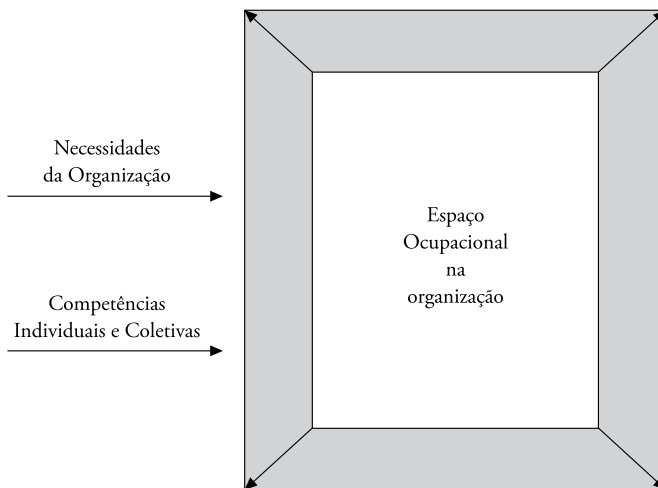 Necessidades
da Organização
Competências
Individuais e Coletivas
Espaço
Ocupacional
na
organização